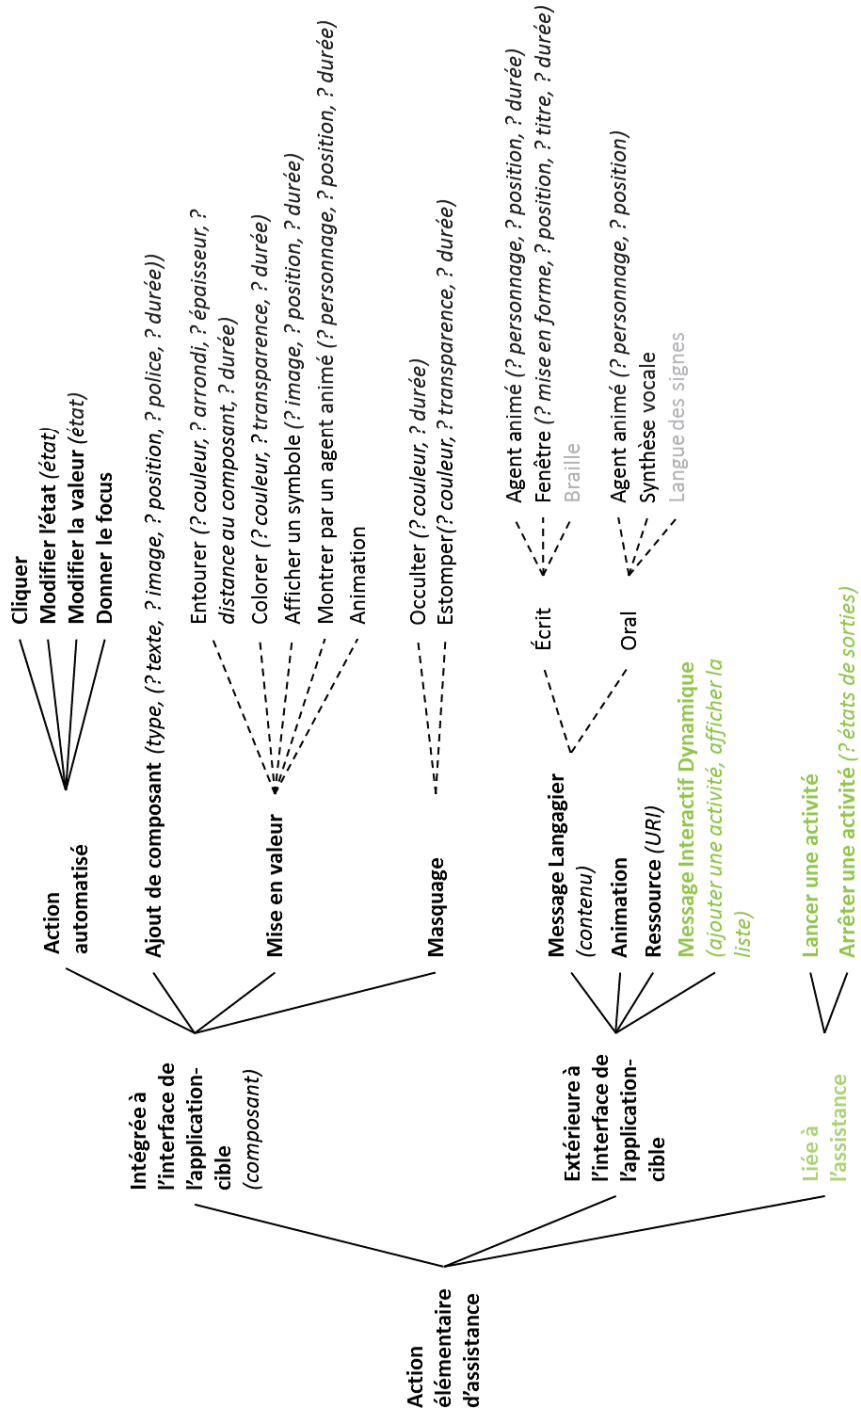 Action
élémentaire
d'assistance
Intégrée à
l'interface de
l'application-
cible
(composant)
Action
automatisé
Cliquer
Modifier l'état (état)
Modifier la valeur (état)
Donner le focus
Ajout de composant (type, (? texte, ? image, ? position, ? police, ? durée))
Mise en valeur
Entourer (? couleur, ? arrondi, ? épaisseur, ?
distance au composant, ? durée)
Colorer (? couleur, ? transparence, ? durée)
Afficher un symbole (? image, ? position, ? durée)
Montrer par un agent animé (? personnage, ? position, ? durée)
Animation
Masquage
Occulter (? couleur, ? durée)
Estomper(? couleur, ? transparence, ? durée)
Extérieure à
l'interface de
l'application-
cible
Message Langagier
(contenu)
Écrit
Agent animé (? personnage, ? position, ? durée)
Fenêtre (? mise en forme, ? position, ? titre, ? durée)
Braille
Oral
Agent animé (? personnage, ? position)
Synthèse vocale
Langue des signes
Animation
Ressource (URI)
Message Interactif Dynamique
(ajouter une activité, afficher la
liste)
Liée à
l'assistance
Lancer une activité
Arrêter une activité (? états de sorties)